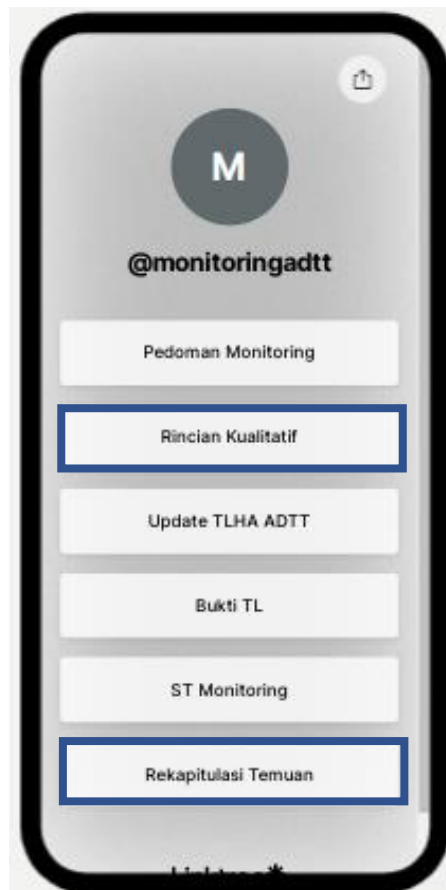 M
@monitoringadtt
Pedoman Monitoring
Rincian Kualitatif
Update TLHA ADTT
Bukti TL
ST Monitoring
Rekapitulasi Temuan